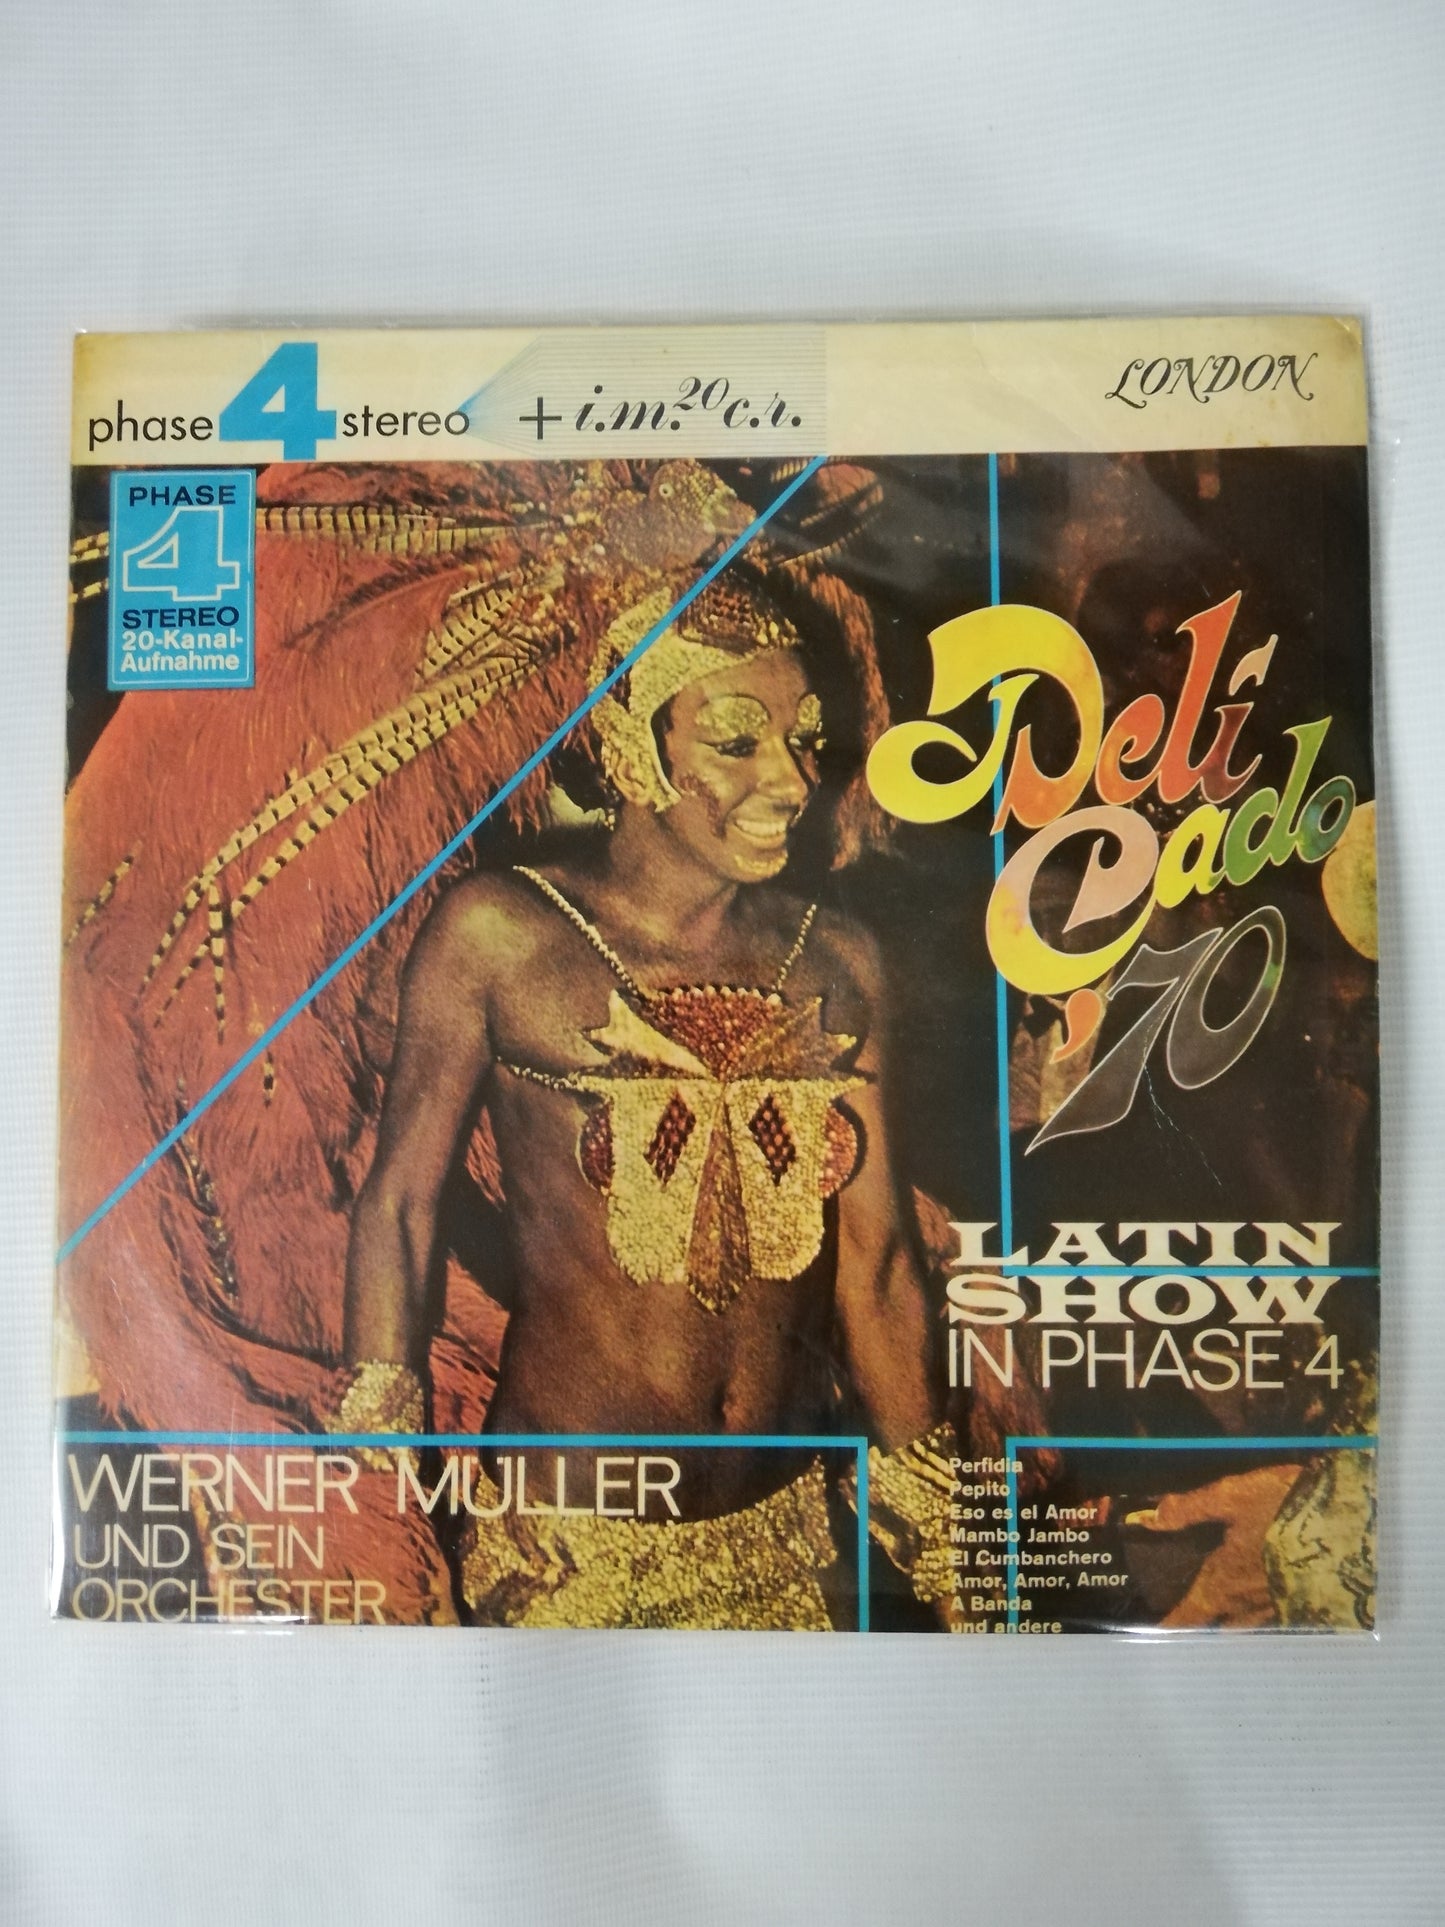 phase 4 stereo + i.m.20 c.r.
LONDON
PHASE
4
STEREO
20-Kanal-
Aufnahme
Deli
Cado
'70
LATIN
SHOW
IN PHASE 4
WERNER MÜLLER
UND SEIN
ORCHESTER
Perfidia
Pepito
Eso es el Amor
Mambo Jambo
El Cumbanchero
Amor, Amor, Amor
A Banda
und andere